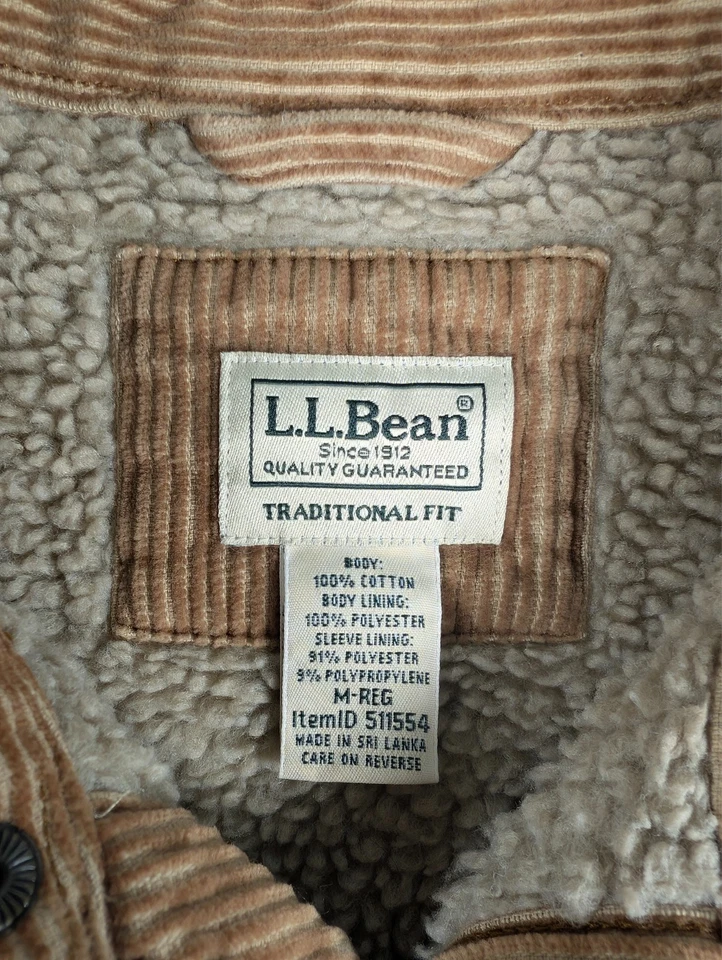 L.L.Bean®
Since 1912
QUALITY GUARANTEED
TRADITIONAL FIT
BODY:
100% COTTON
BODY LINING:
100% POLYESTER
SLEEVE LINING:
91% POLYESTER
9% POLYPROPYLENE
M-REG
ItemID 511554
MADE IN SRI LANKA
CARE ON REVERSE